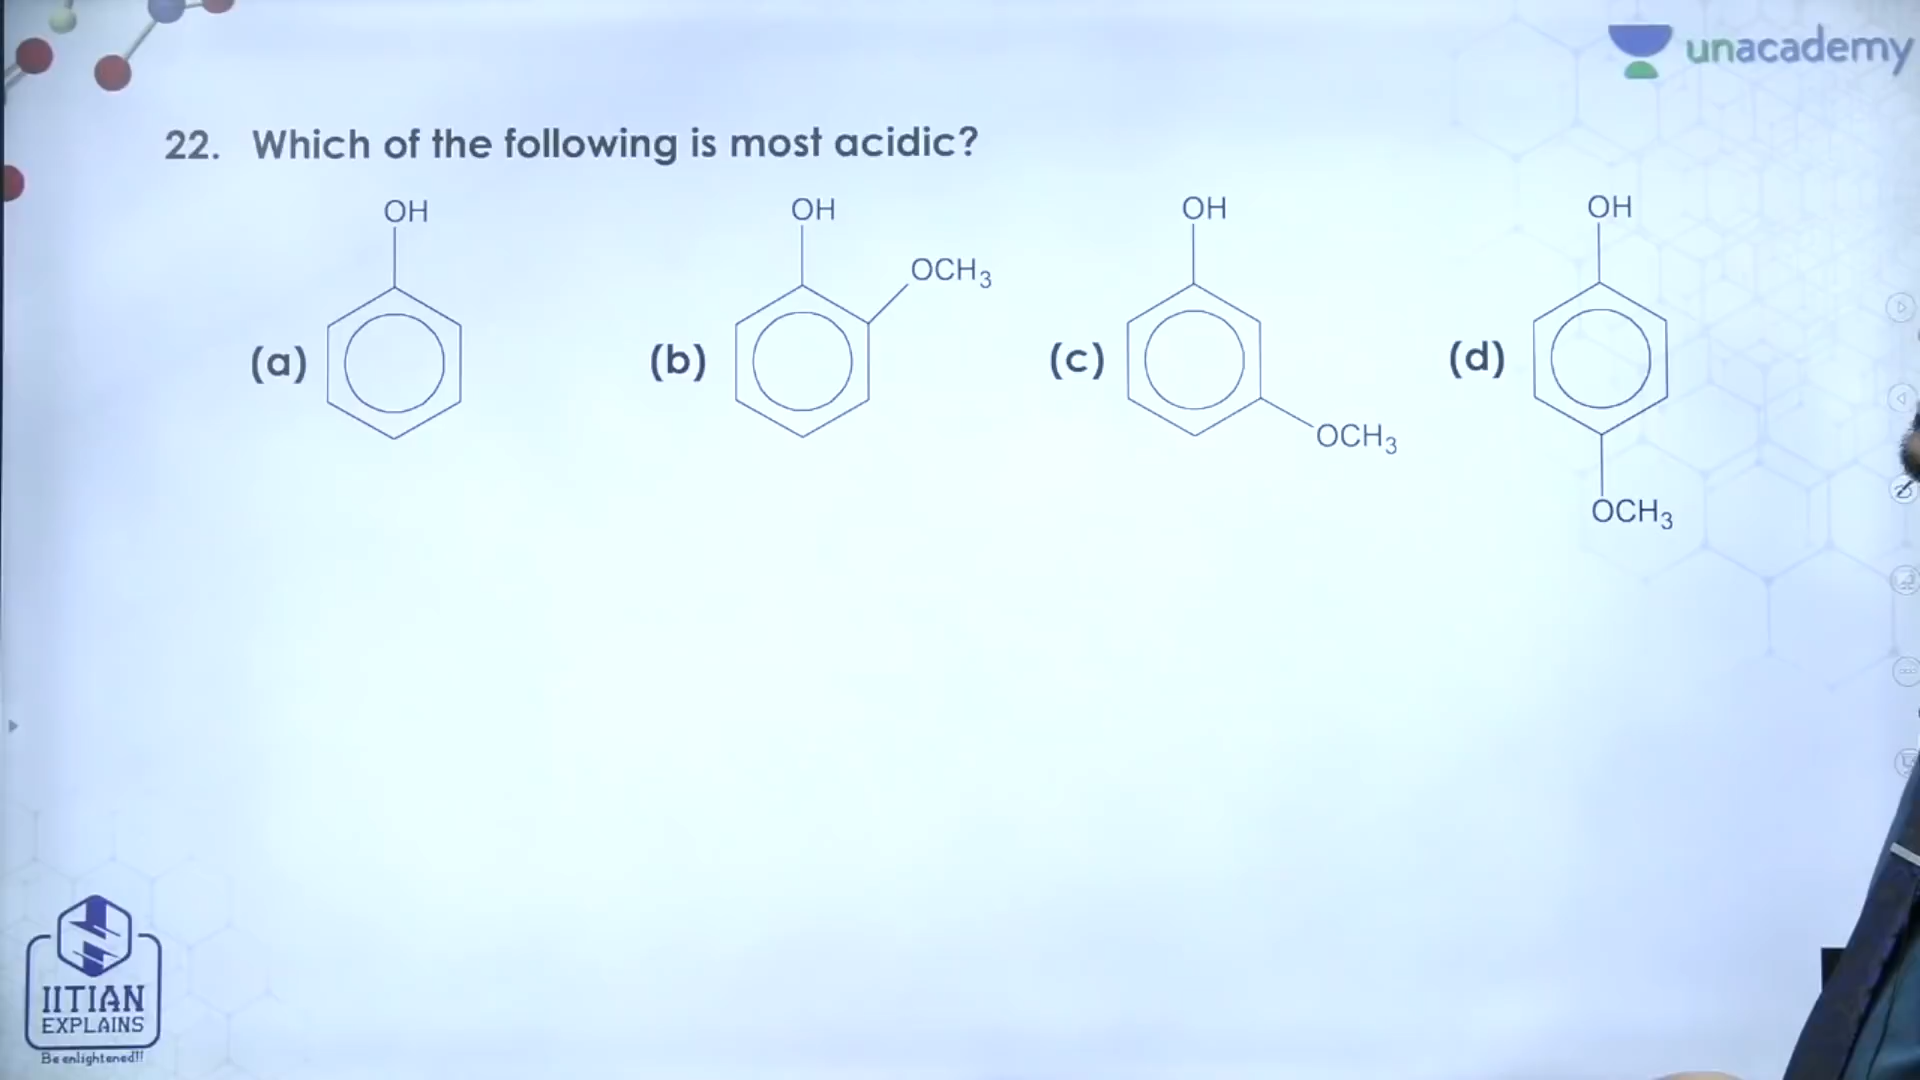 unacademy
22. Which of the following is most acidic?
(a) OH
(b) OH OCH3
(c) OH OCH3
(d) OH OCH3
IITIAN
EXPLAINS
Be enlightened!!